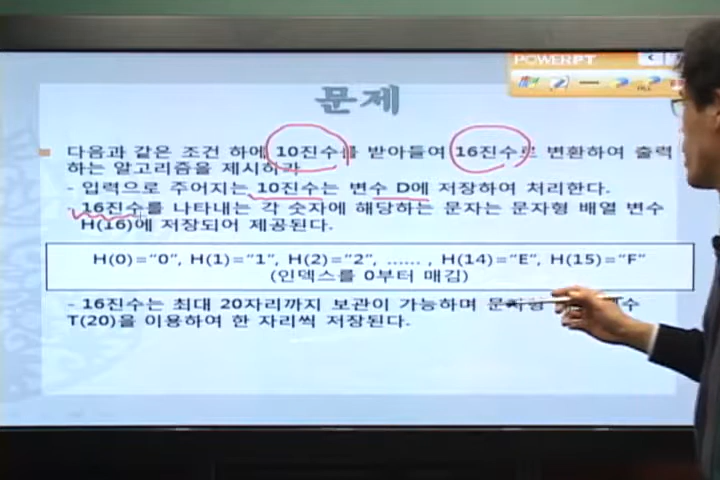 POWERPT
문제
다음과 같은 조건 하에 10진수를 받아들여 16진수로 변환하여 출력
하는 알고리즘을 제시하라
- 입력으로 주어지는 10진수는 변수 D에 저장하여 처리한다.
- 16진수를 나타내는 각 숫자에 해당하는 문자는 문자형 배열 변수
H(16)에 저장되어 제공된다.
H(0)="0", H(1)="1", H(2)="2", ...... , H(14)="E", H(15)="F"
(인덱스를 0부터 매김)
- 16진수는 최대 20자리까지 보관이 가능하며 문자형
T(20)을 이용하여 한 자리씩 저장된다.